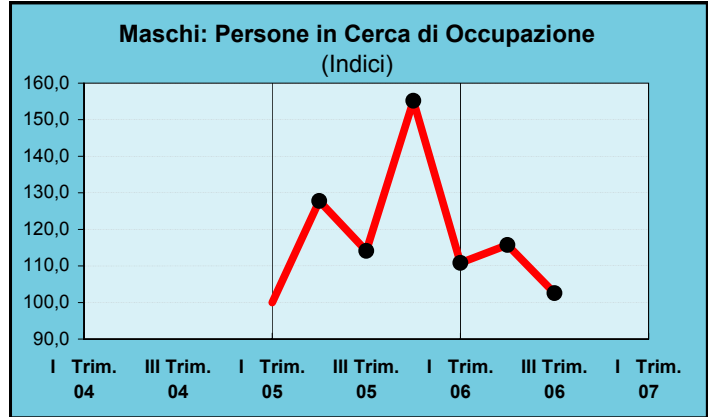 Maschi: Persone in Cerca di Occupazione
(Indici)
160,0
150,0
140,0
130,0
120,0
110,0
100,0
90,0
I Trim. III Trim. I Trim. III Trim. I Trim. III Trim. I Trim.
04 04 05 05 06 06 07